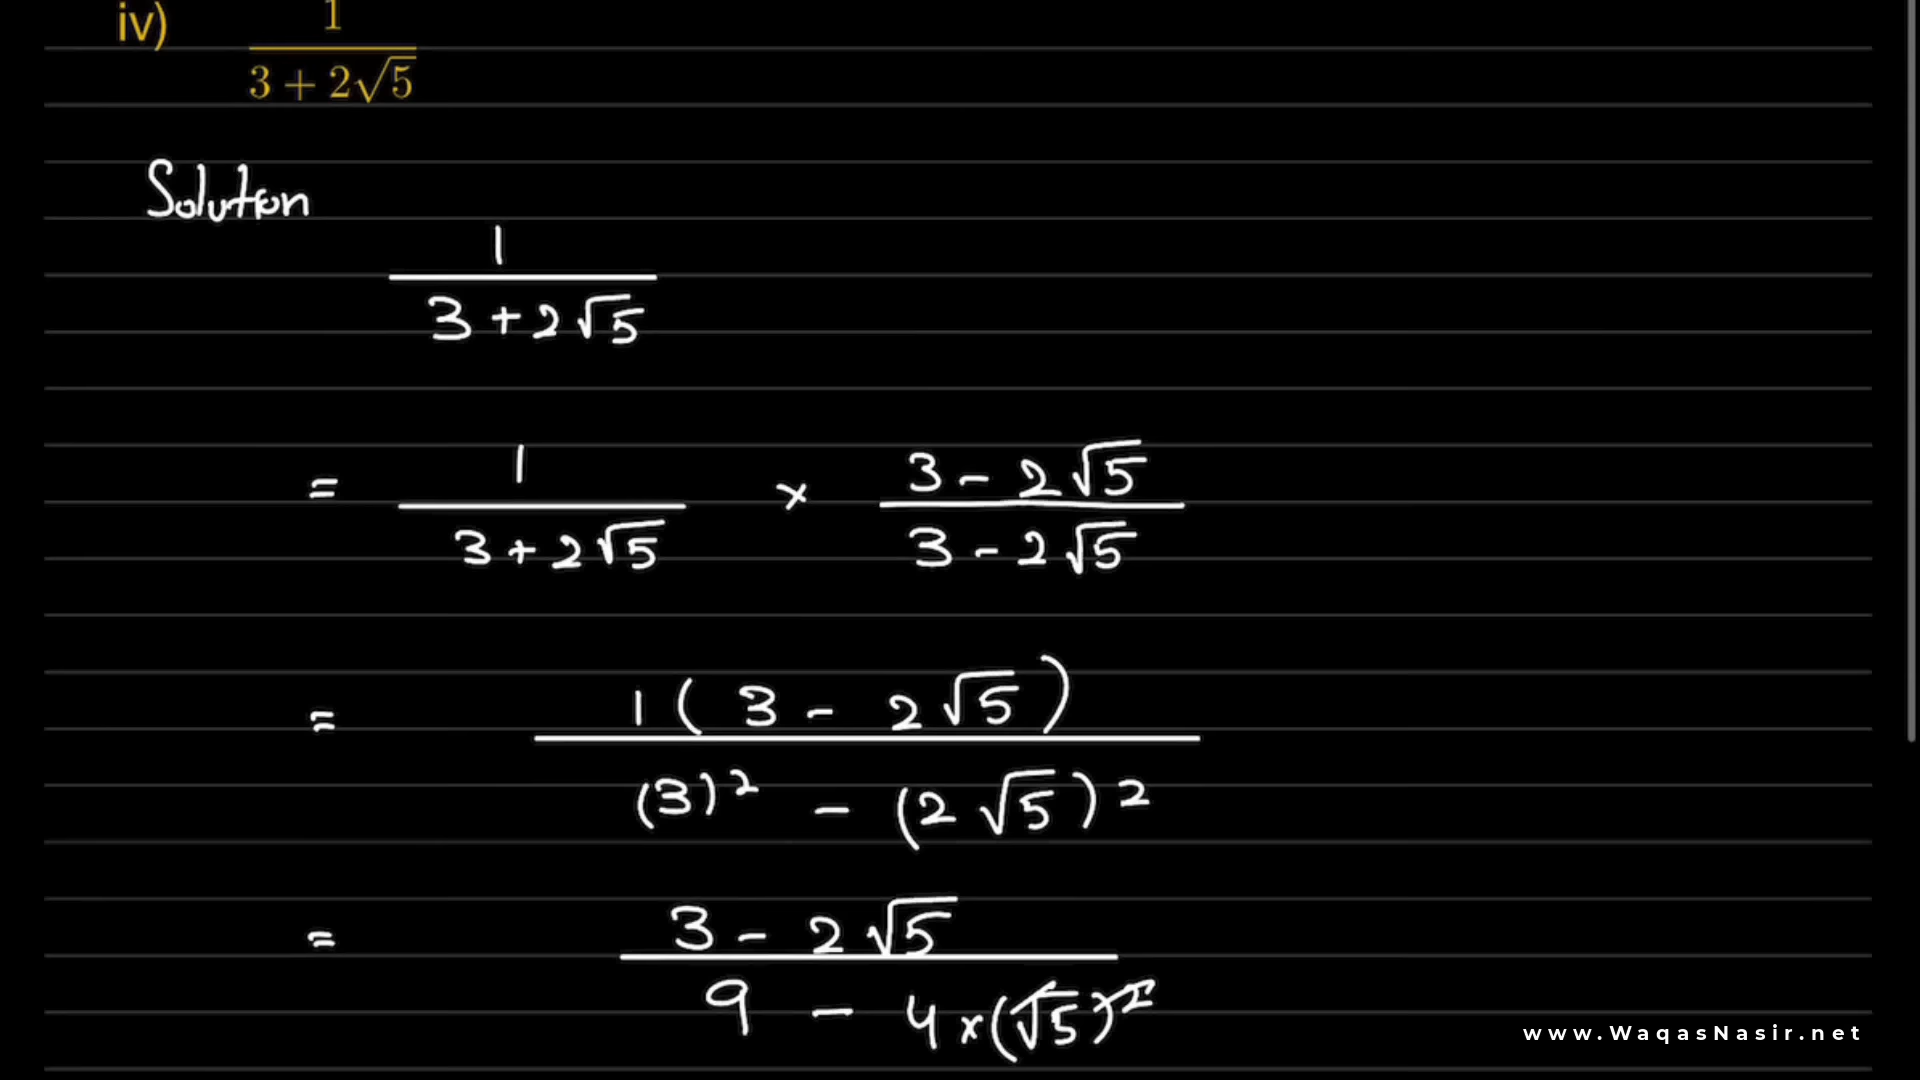 iv) 1
3 + 2√5
Solution
1
3 + 2√5
= 1 × 3 - 2√5
3 + 2√5 3 - 2√5
= 1 ( 3 - 2√5 )
(3)² - (2√5)²
= 3 - 2√5
9 - 4×(√5)²
www.WaqasNasir.net